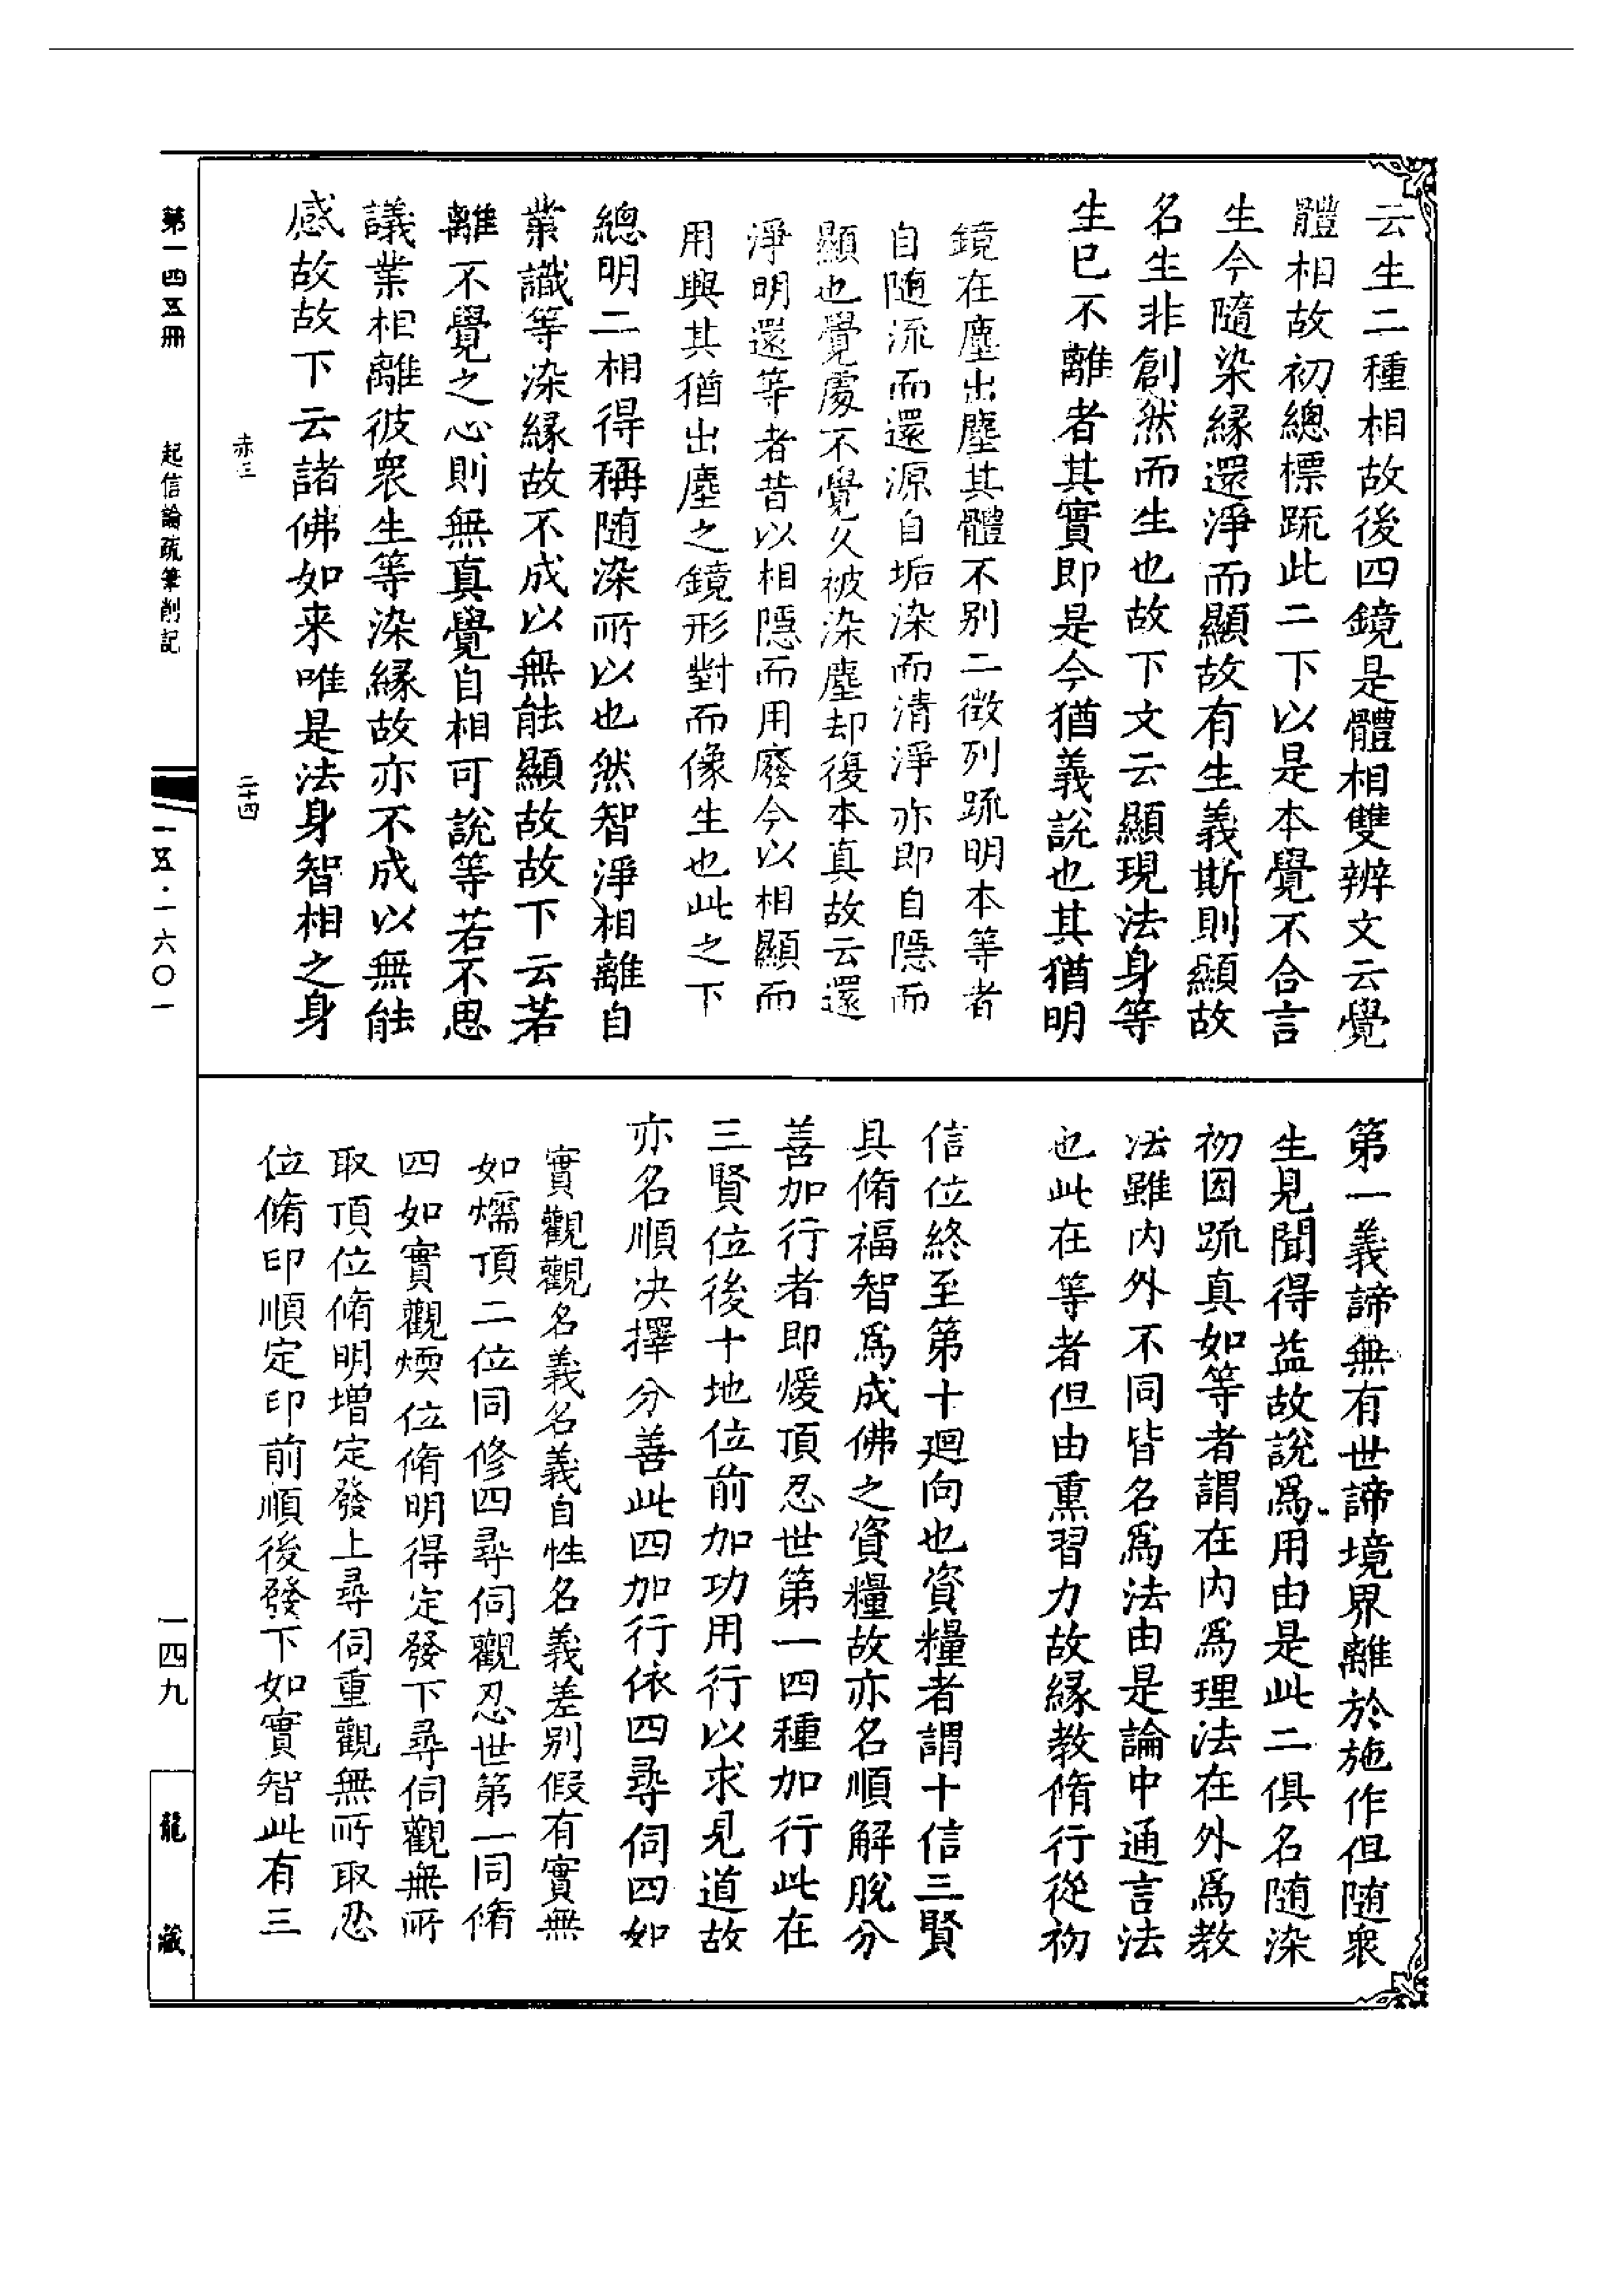 云生二種相故後四鏡是體相雙辨文云覺
體相故初總標䟽此二下以是本覺不合言
生今隨染緣還淨而顯故有生義斯則顯故
名生非創然而生也故下文云顯現法身等
生已不離者其實即是今猶義說也其猶明
鏡在塵出塵其體不别二徵列䟽明本等者
自随流而還源自垢染而清淨亦即自隱而
顯也覺處不覺久被染塵却復本真故云還
淨明還等者昔以相隱而用廢今以相顯而
用興其猶出塵之鏡形對而像生也此之下
總明二相得稱随染所以也然智淨相離自
業識等染緣故不成以無能顯故故下云若
離不覺之心則無真覺自相可說等若不思
議業相離彼衆生等染緣故亦不成以無能
感故故下云諸佛如來唯是法身智相之身
赤三
二十四
第一義諦無有世諦境界離於施作但随衆
生見聞得益故說為用由是此二俱名随染
初因䟽真如等者謂在内為理法在外為教
法雖内外不同皆名為法由是論中通言法
也此在等者但由熏習力故緣教脩行從初
信位終至第十迴向也資糧者謂十信三賢
具脩福智為成佛之資糧故亦名順解脫分
善加行者即煖頂忍世第一四種加行此在
三賢位後十地位前加功用行以求見道故
亦名順决擇分善此四加行依四尋伺四如
實觀觀名義名義自性名義差别假有實無
如燸頂二位同修四尋伺觀忍世第一同脩
四如實觀煗位脩明得定發下尋伺觀無所
取頂位脩明增定發上尋伺重觀無所取忍
位脩印順定印前順後發下如實智此有三
第一四五冊
起信論疏筆削記
一五·一六〇一
一四九
龍藏